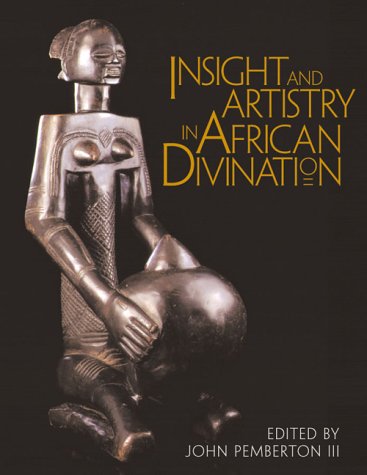 INSIGHT AND
ARTISTRY
IN AFRICAN
DIVINATION
EDITED BY
JOHN PEMBERTON III